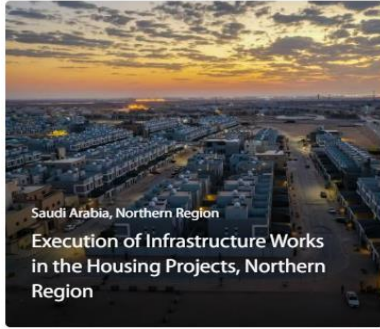 Saudi Arabia, Northern Region
Execution of Infrastructure Works
in the Housing Projects, Northern
Region